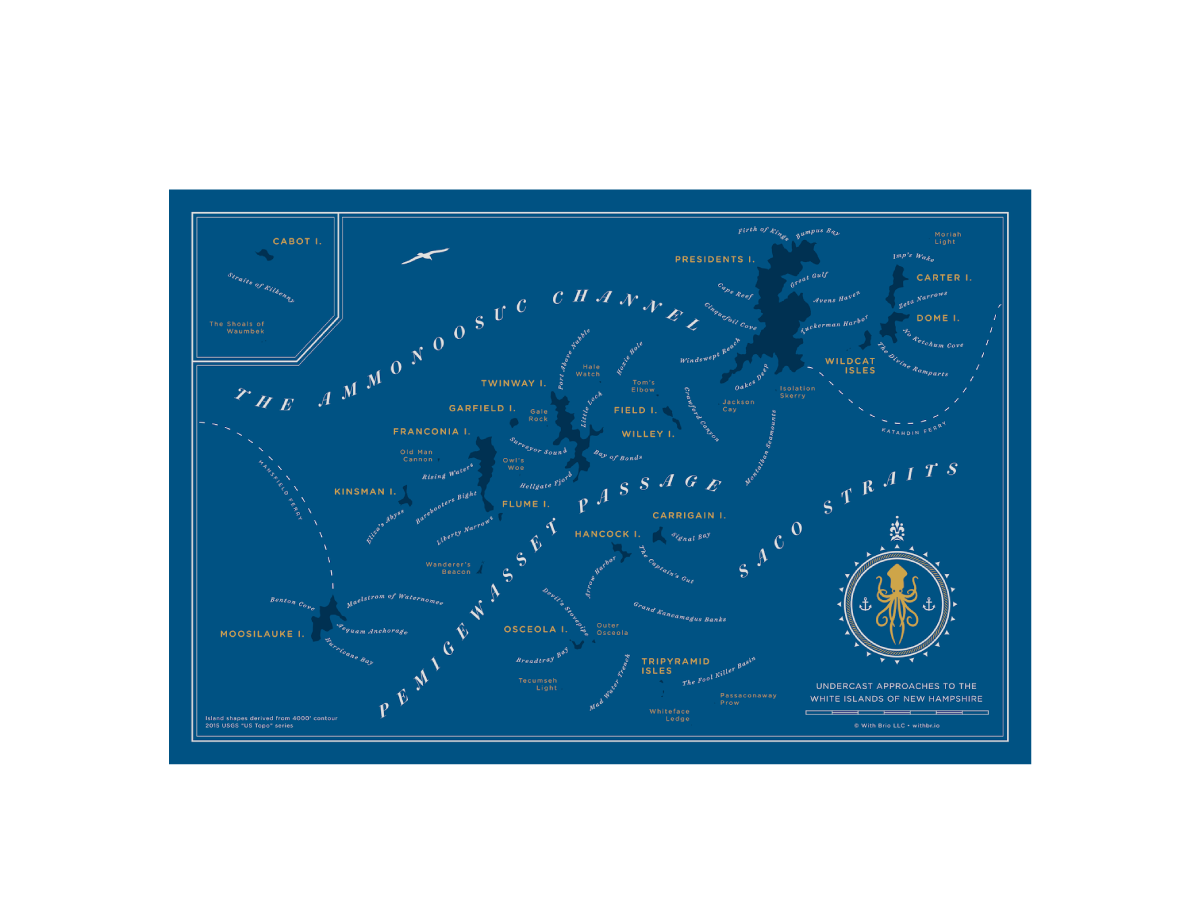 CABOT I.
Straits of Kilkenny
The Shoals of
Waumbek
THE AMMONOOSUC CHANNEL
Firth of Kings
Bumpus Bay
PRESIDENTS I.
Great Gulf
Cape Reef
Avens Haven
Cinquefoil Cove
Tuckerman Harbor
Windswept Reach
Oakes Deep
Jackson
Cay
Isolation
Skerry
Moriah
Light
Imp's Wake
CARTER I.
Zeta Narrows
DOME I.
No Ketchum Cove
The Divine Ramparts
WILDCAT
ISLES
KATAHDIN FERRY
Port Above Nubble
Hale
Watch
Hoxie Hole
TWINWAY I.
Tom's
Elbow
Little Lock
GARFIELD I.
Gale
Rock
FIELD I.
Crawford Canyon
WILLEY I.
FRANCONIA I.
Surveyor Sound
Bay of Bonds
Montalban Seamounts
Old Man
Cannon
Owl's
Woe
Rising Waters
Hellgate Fjord
KINSMAN I.
Barebooters Bight
FLUME I.
Eliza's Abyss
Liberty Narrows
Wanderer's
Beacon
MANSFIELD FERRY
PEMIGEWASSET PASSAGE
SACO STRAITS
CARRIGAIN I.
Signal Bay
HANCOCK I.
The Captain's Gut
Arrow Harbor
Devil's Stovepipe
Grand Kancamagus Banks
Benton Cove
Maelstrom of Waternomee
MOOSILAUKE I.
Asquam Anchorage
Hurricane Bay
OSCEOLA I.
Outer
Osceola
Breadtray Bay
Tecumseh
Light
Mad Water Trench
TRIPYRAMID
ISLES
The Fool Killer Basin
Passaconaway
Prow
Whiteface
Ledge
UNDERCAST APPROACHES TO THE
WHITE ISLANDS OF NEW HAMPSHIRE
© With Brio LLC • withbr.io
Island shapes derived from 4000' contour
2015 USGS "US Topo" series